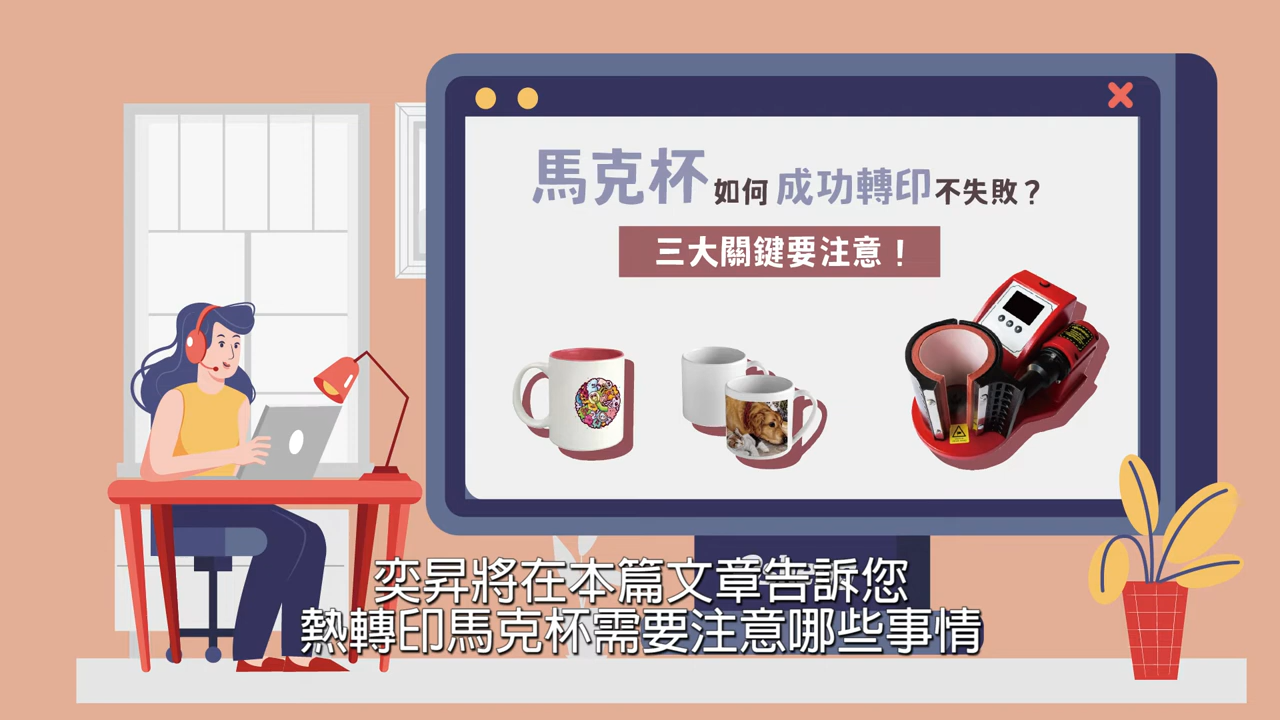 馬克杯如何成功轉印不失敗？
三大關鍵要注意！
奕昇將在本篇文章告訴您
熱轉印馬克杯需要注意哪些事情